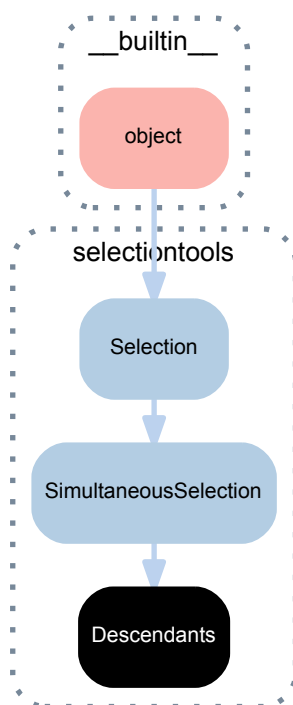 __builtin__
object
selectiontools
Selection
SimultaneousSelection
Descendants